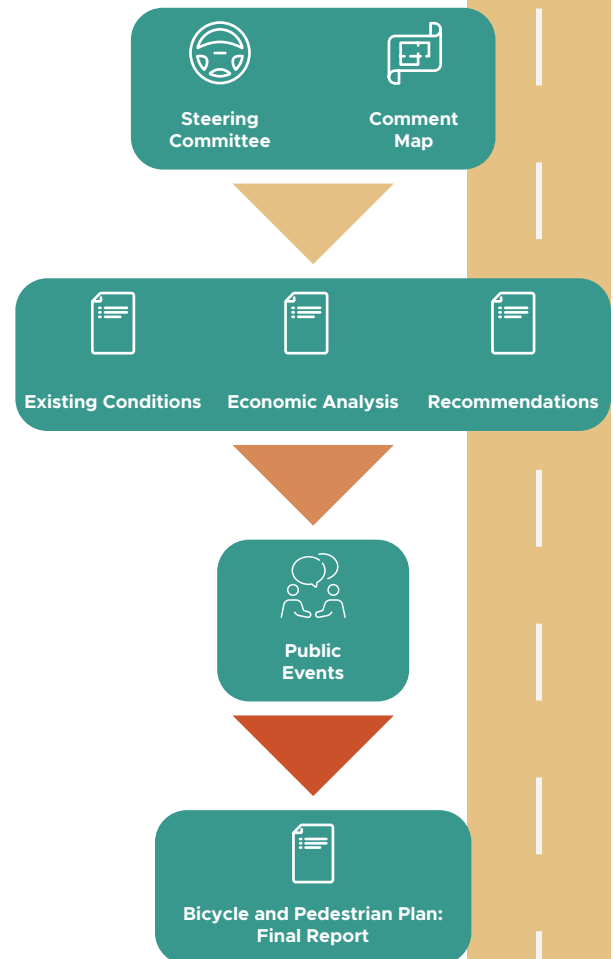 Steering
Committee
Comment
Map
Existing Conditions
Economic Analysis
Recommendations
Public
Events
Bicycle and Pedestrian Plan:
Final Report